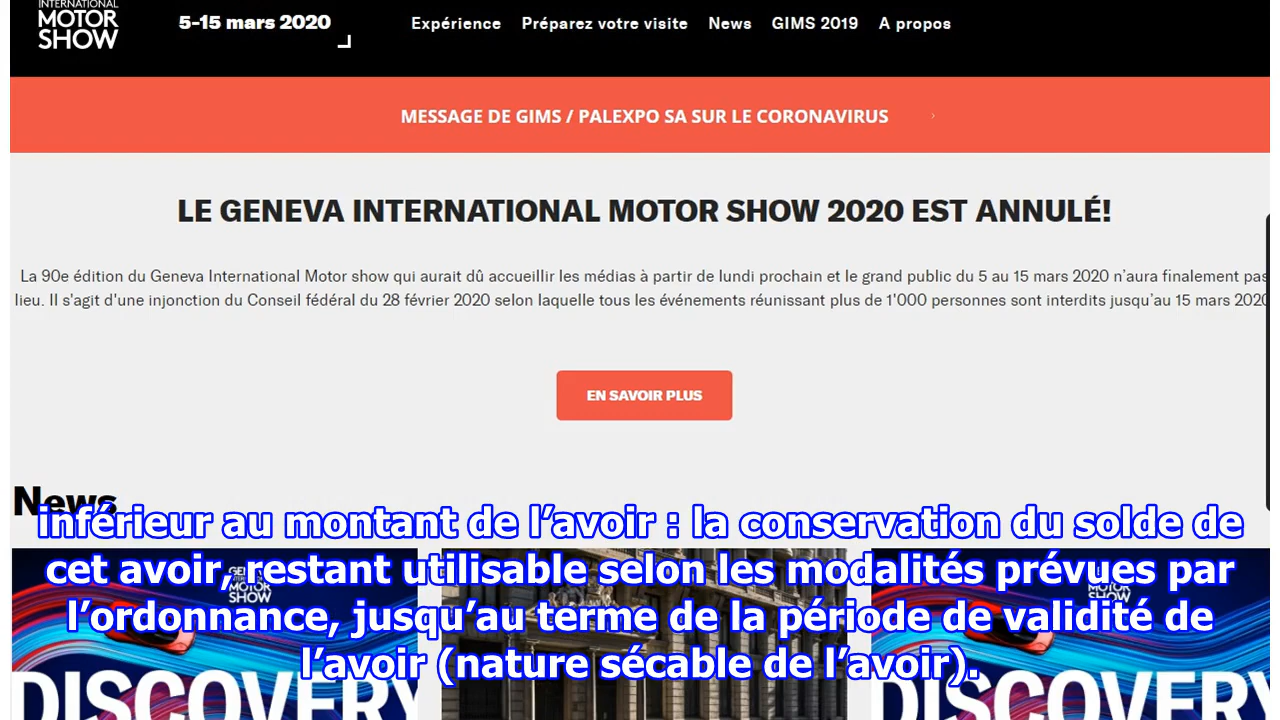 INTERNATIONAL
MOTOR
SHOW
5-15 mars 2020
Expérience Préparez votre visite News GIMS 2019 A propos
MESSAGE DE GIMS / PALEXPO SA SUR LE CORONAVIRUS ›
LE GENEVA INTERNATIONAL MOTOR SHOW 2020 EST ANNULÉ!
La 90e édition du Geneva International Motor show qui aurait dû accueillir les médias à partir de lundi prochain et le grand public du 5 au 15 mars 2020 n’aura finalement pas
lieu. Il s'agit d'une injonction du Conseil fédéral du 28 février 2020 selon laquelle tous les événements réunissant plus de 1'000 personnes sont interdits jusqu’au 15 mars 2020
EN SAVOIR PLUS
News
inférieur au montant de l’avoir : la conservation du solde de
cet avoir, restant utilisable selon les modalités prévues par
l’ordonnance, jusqu’au terme de la période de validité de
l’avoir (nature sécable de l’avoir).
MOTOR
SHOW
DISCOVERY
MOTOR
SHOW
DISCOVERY